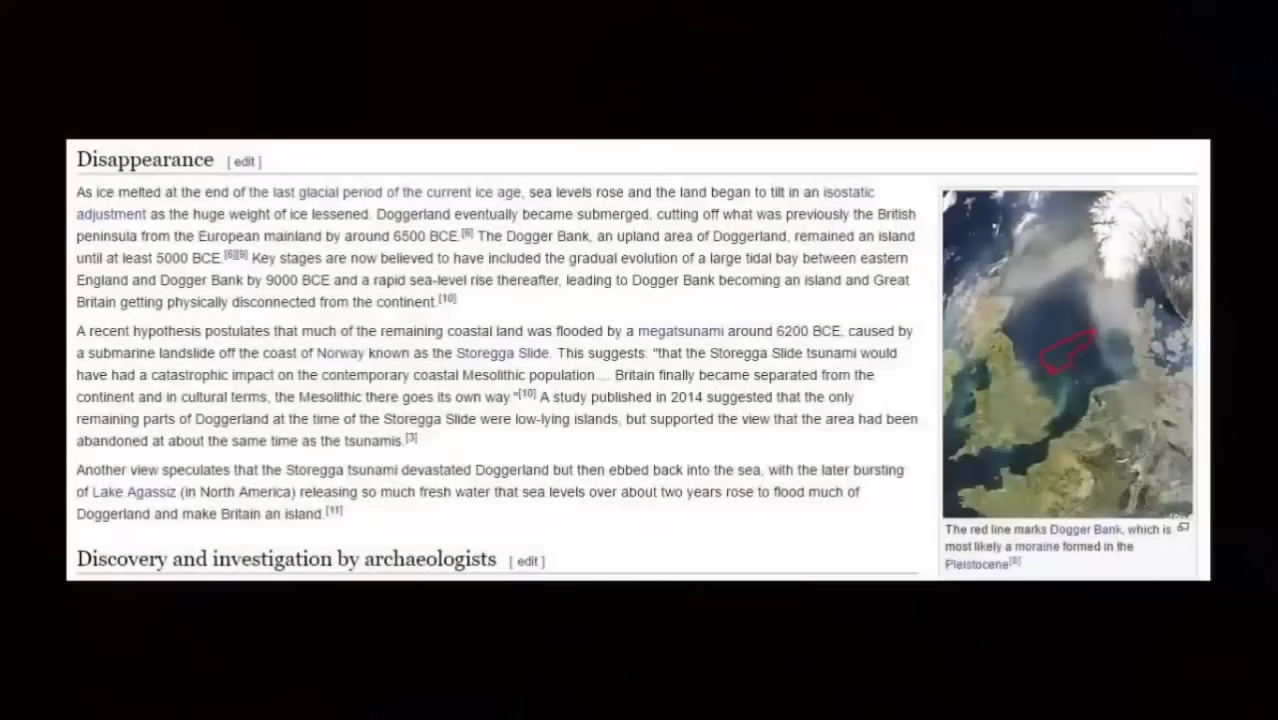 Disappearance [ edit ]
As ice melted at the end of the last glacial period of the current ice age, sea levels rose and the land began to tilt in an isostatic
adjustment as the huge weight of ice lessened. Doggerland eventually became submerged, cutting off what was previously the British
peninsula from the European mainland by around 6500 BCE.[6] The Dogger Bank, an upland area of Doggerland, remained an island
until at least 5000 BCE.[6][9] Key stages are now believed to have included the gradual evolution of a large tidal bay between eastern
England and Dogger Bank by 9000 BCE and a rapid sea-level rise thereafter, leading to Dogger Bank becoming an island and Great
Britain getting physically disconnected from the continent.[10]
A recent hypothesis postulates that much of the remaining coastal land was flooded by a megatsunami around 6200 BCE, caused by
a submarine landslide off the coast of Norway known as the Storegga Slide. This suggests: "that the Storegga Slide tsunami would
have had a catastrophic impact on the contemporary coastal Mesolithic population.... Britain finally became separated from the
continent and in cultural terms, the Mesolithic there goes its own way."[10] A study published in 2014 suggested that the only
remaining parts of Doggerland at the time of the Storegga Slide were low-lying islands, but supported the view that the area had been
abandoned at about the same time as the tsunamis.[3]
Another view speculates that the Storegga tsunami devastated Doggerland but then ebbed back into the sea, with the later bursting
of Lake Agassiz (in North America) releasing so much fresh water that sea levels over about two years rose to flood much of
Doggerland and make Britain an island.[11]
Discovery and investigation by archaeologists [ edit ]
The red line marks Dogger Bank, which is
most likely a moraine formed in the
Pleistocene[8]